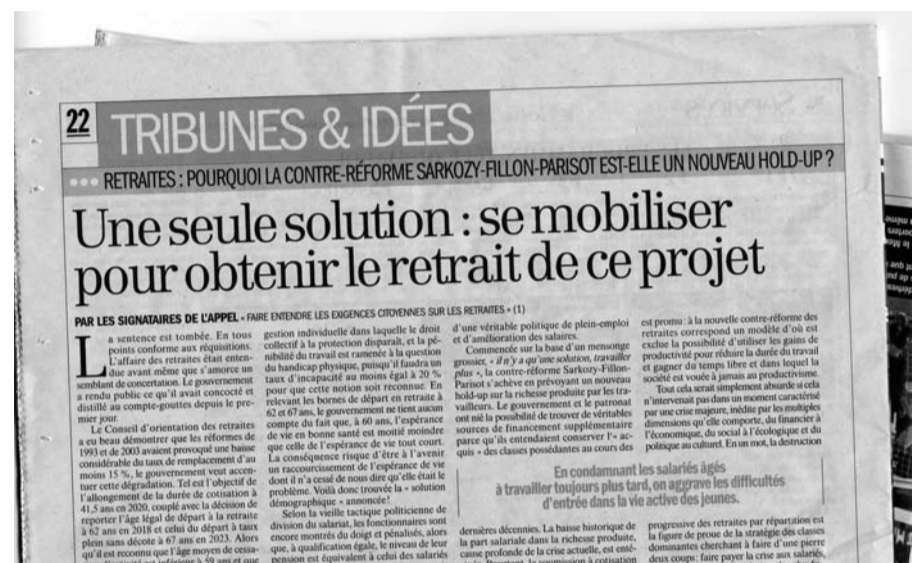 22
TRIBUNES & IDÉES
RETRAITES : POURQUOI LA CONTRE-RÉFORME SARKOZY-FILLON-PARISOT EST-ELLE UN NOUVEAU HOLD-UP ?
Une seule solution : se mobiliser
pour obtenir le retrait de ce projet
PAR LES SIGNATAIRES DE L'APPEL « FAIRE ENTENDRE LES EXIGENCES CITOYENNES SUR LES RETRAITES » (1)
La sentence est tombée. En tous
points conforme aux réquisitions.
L'affaire des retraites était enten-
due avant même que s'amorce un
semblant de concertation. Le gouvernement
a rendu public ce qu'il avait concocté et
distillé au compte-gouttes depuis le pre-
mier jour.
Le Conseil d'orientation des retraites
a eu beau démontrer que les réformes de
1993 et de 2003 avaient provoqué une baisse
considérable du taux de remplacement d'au
moins 15 %, le gouvernement veut accen-
tuer cette dégradation. Tel est l'objectif de
l'allongement de la durée de cotisation à
41,5 ans en 2020, couplé avec la décision de
reporter l'âge légal de départ à la retraite
à 62 ans en 2018 et celui du départ à taux
plein sans décote à 67 ans en 2023. Alors
qu'il est reconnu que l'âge moyen de cessa-
est inférieur à 59 ans et que
gestion individuelle dans laquelle le droit
collectif à la protection disparaît, et la pé-
nibilité du travail est ramenée à la question
du handicap physique, puisqu'il faudra un
taux d'incapacité au moins égal à 20 %
pour que cette notion soit reconnue. En
relevant les bornes de départ en retraite à
62 et 67 ans, le gouvernement ne tient aucun
compte du fait que, à 60 ans, l'espérance
de vie en bonne santé est moitié moindre
que celle de l'espérance de vie tout court.
La conséquence risque d'être à l'avenir
un raccourcissement de l'espérance de vie
dont il n'a cessé de nous dire qu'elle était le
problème. Voilà donc trouvée la « solution
démographique » annoncée!
Selon la vieille tactique politicienne de
division du salariat, les fonctionnaires sont
encore montrés du doigt et pénalisés, alors
que, à qualification égale, le niveau de leur
pension est équivalent à celui des salariés
d'une véritable politique de plein-emploi
et d'amélioration des salaires.
Commencée sur la base d'un mensonge
grossier, « il n'y a qu'une solution, travailler
plus », la contre-réforme Sarkozy-Fillon-
Parisot s'achève en prévoyant un nouveau
hold-up sur la richesse produite par les tra-
vailleurs. Le gouvernement et le patronat
ont nié la possibilité de trouver de véritables
sources de financement supplémentaire
parce qu'ils entendaient conserver l'« ac-
quis » des classes possédantes au cours des
est promu : à la nouvelle contre-réforme des
retraites correspond un modèle d'où est
exclue la possibilité d'utiliser les gains de
productivité pour réduire la durée du travail
et gagner du temps libre et dans lequel la
société est vouée à jamais au productivisme.
Tout cela serait simplement absurde si cela
n'intervenait pas dans un moment caractérisé
par une crise majeure, inédite par les multiples
dimensions qu'elle comporte, du financier à
l'économique, du social à l'écologique et du
politique au culturel. En un mot, la destruction
En condamnant les salariés âgés
à travailler toujours plus tard, on aggrave les difficultés
d'entrée dans la vie active des jeunes.
dernières décennies. La baisse historique de
la part salariale dans la richesse produite,
cause profonde de la crise actuelle, est enté-
progressive des retraites par répartition est
la figure de proue de la stratégie des classes
dominantes cherchant à faire d'une pierre
deux coups : faire payer la crise aux salariés,